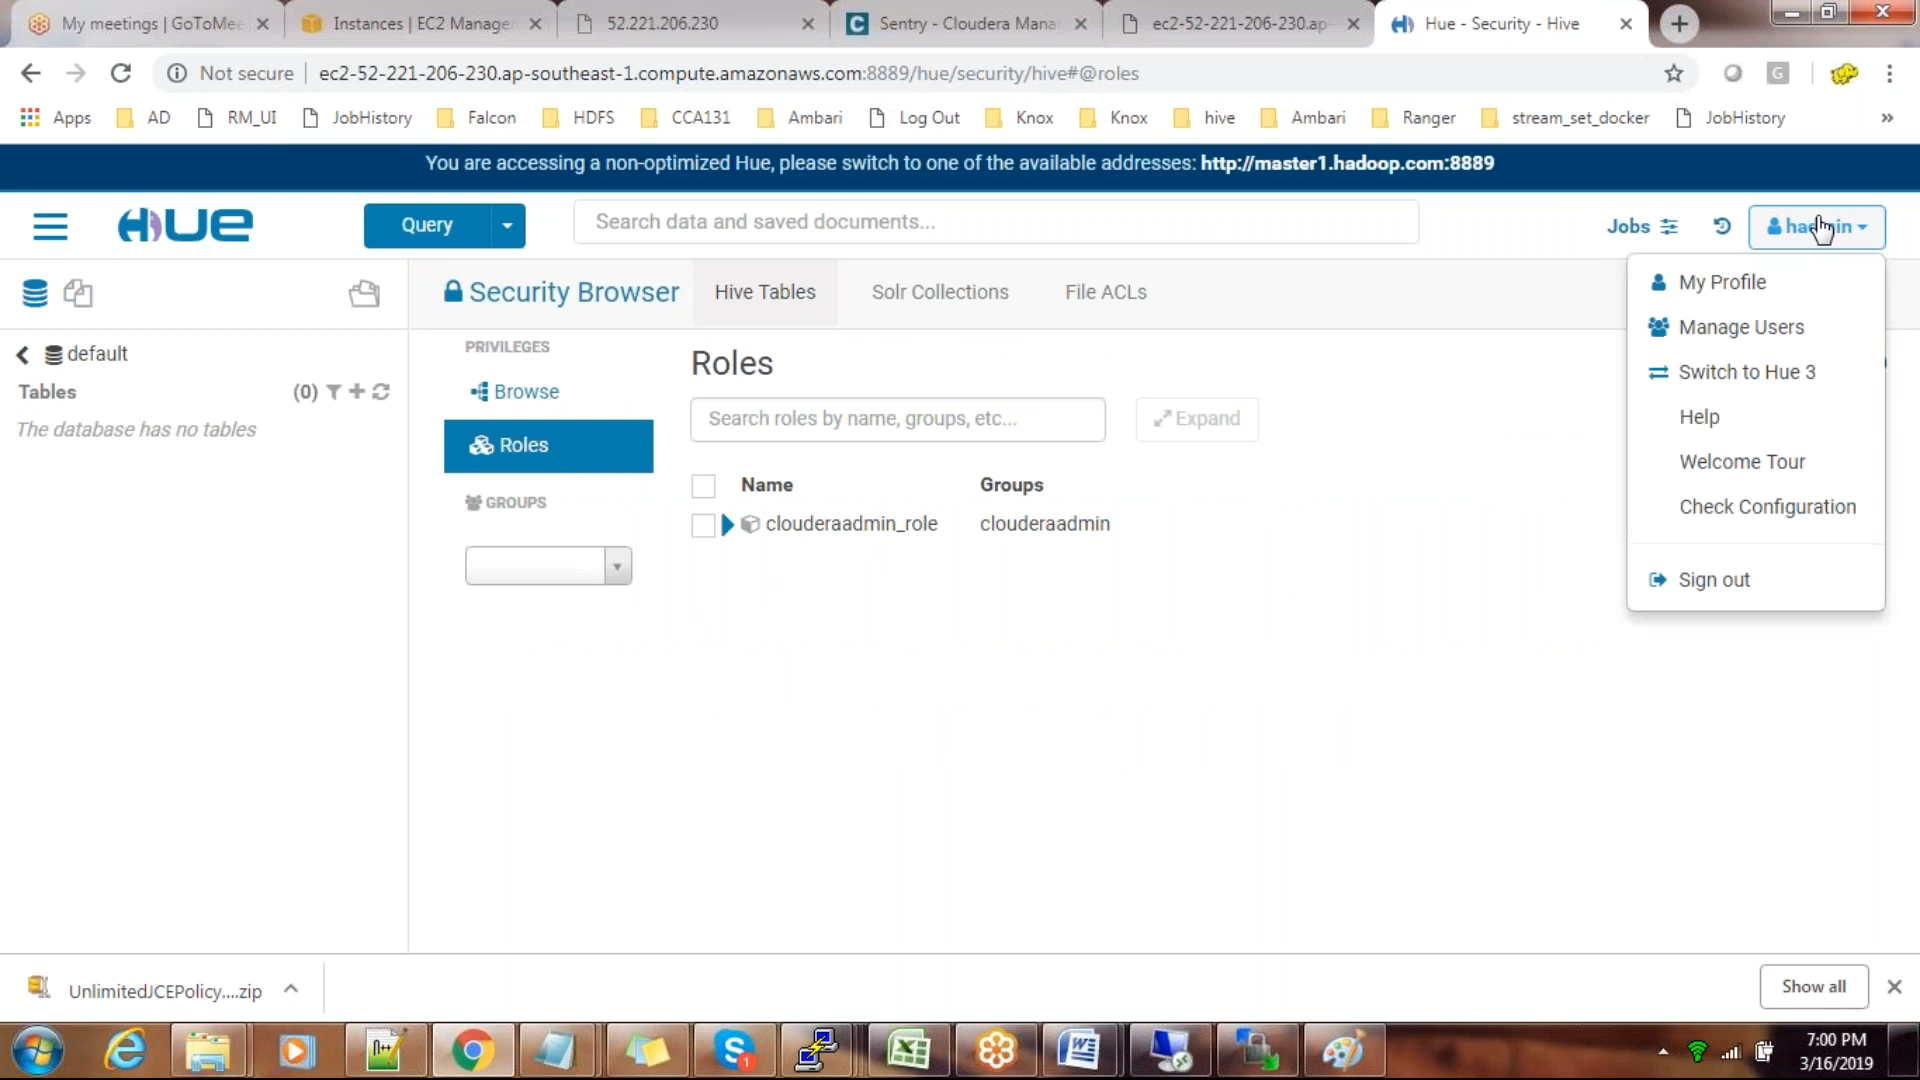 My meetings | GoToMee
Instances | EC2 Manager
52.221.206.230
Sentry - Cloudera Mana
ec2-52-221-206-230.ap-
Hue - Security - Hive
Not secure | ec2-52-221-206-230.ap-southeast-1.compute.amazonaws.com:8889/hue/security/hive#@roles
Apps AD RM_UI JobHistory Falcon HDFS CCA131 Ambari Log Out Knox Knox hive Ambari Ranger stream_set_docker JobHistory »
You are accessing a non-optimized Hue, please switch to one of the available addresses: http://master1.hadoop.com:8889
HUE
Query
Search data and saved documents...
Jobs
Security Browser
Hive Tables
Solr Collections
File ACLs
My Profile
Manage Users
Switch to Hue 3
Help
Welcome Tour
Check Configuration
Sign out
default
Tables (0)
The database has no tables
PRIVILEGES
Browse
Roles
GROUPS
Roles
Search roles by name, groups, etc...
Expand
Name Groups
clouderaadmin_role clouderaadmin
UnlimitedJCEPolicy....zip
Show all
7:00 PM
3/16/2019